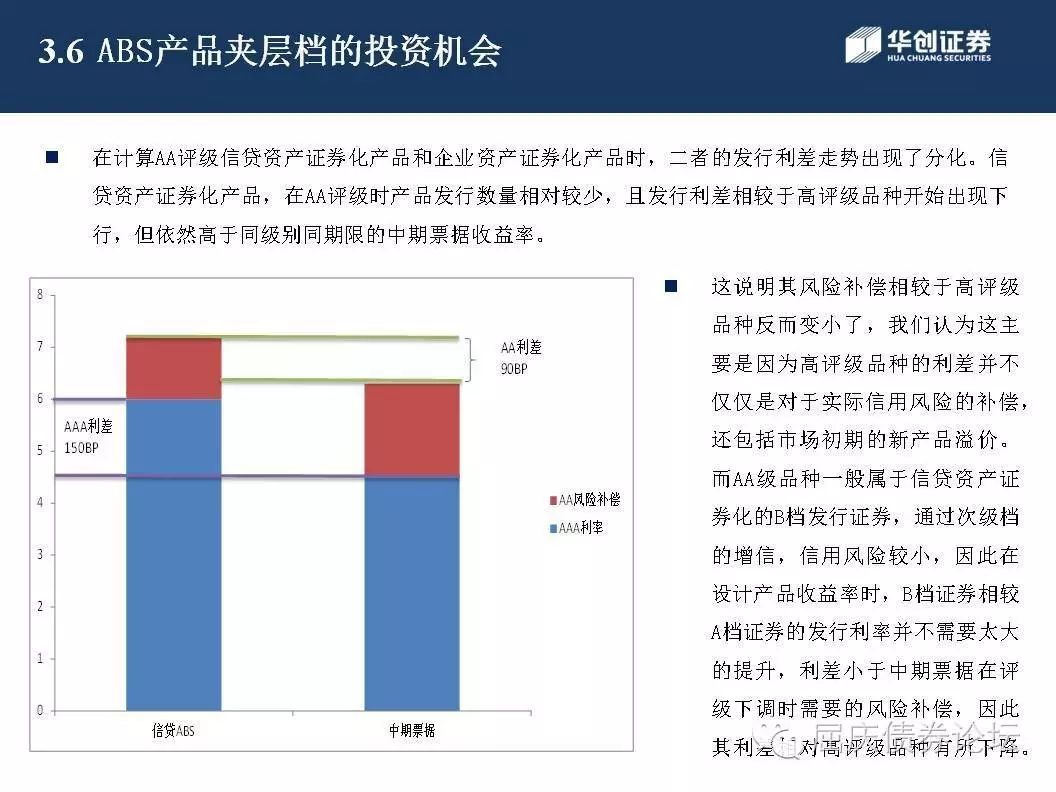 3.6 ABS产品夹层档的投资机会
华创证券
HUA CHUANG SECURITIES
在计算AA评级信贷资产证券化产品和企业资产证券化产品时，二者的发行利差走势出现了分化。信
贷资产证券化产品，在AA评级时产品发行数量相对较少，且发行利差相较于高评级品种开始出现下
行，但依然高于同级别同期限的中期票据收益率。
8
7
6
5
4
3
2
1
0
AAA利差
150BP
AA利差
90BP
AA风险补偿
AAA利率
信贷ABS
中期票据
这说明其风险补偿相较于高评级
品种反而变小了，我们认为这主
要是因为高评级品种的利差并不
仅仅是对于实际信用风险的补偿，
还包括市场初期的新产品溢价。
而AA级品种一般属于信贷资产证
券化的B档发行证券，通过次级档
的增信，信用风险较小，因此在
设计产品收益率时，B档证券相较
A档证券的发行利率并不需要太大
的提升，利差小于中期票据在评
级下调时需要的风险补偿，因此
其利差相对高评级品种有所下降。
屈庆债券论坛